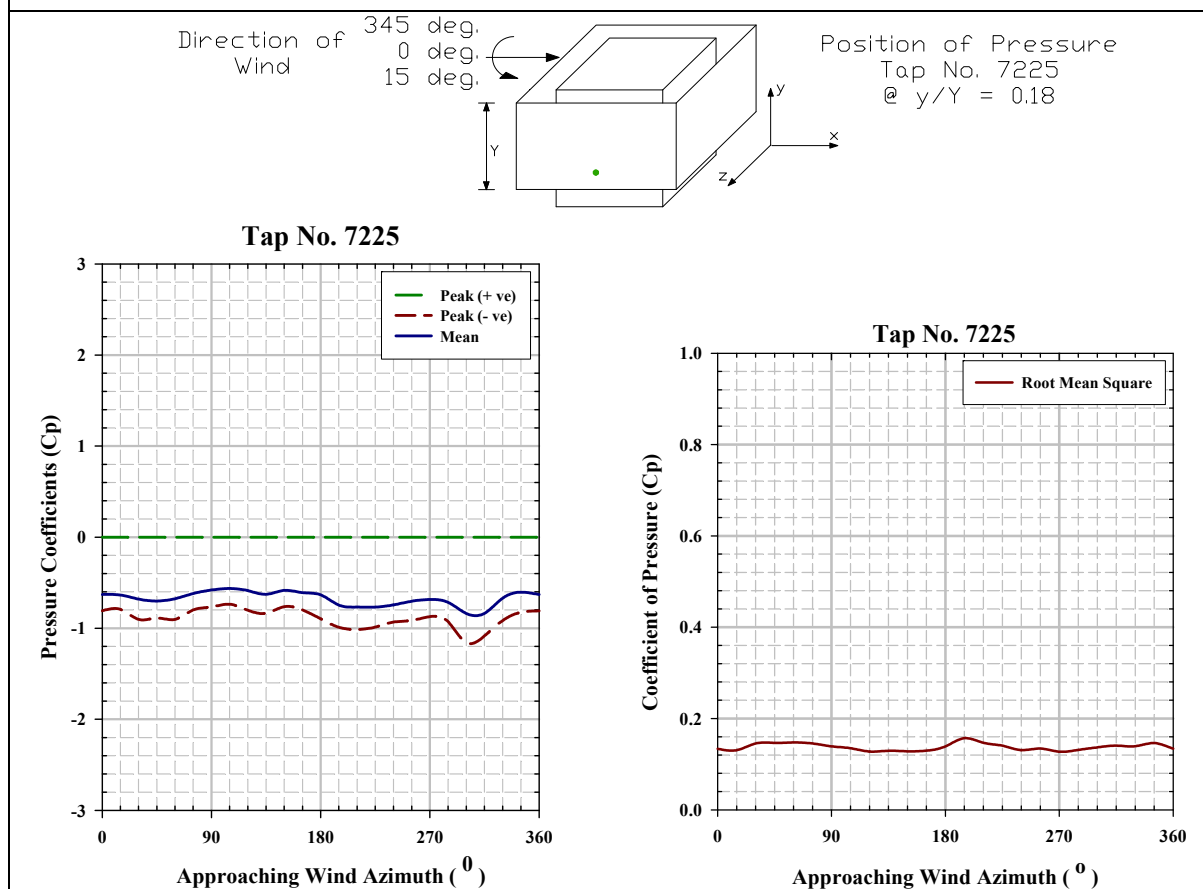 Direction of Wind
345 deg.
0 deg.
15 deg.
Position of Pressure
Tap No. 7225
@ y/Y = 0.18
Y
y
x
z
Tap No. 7225
Peak (+ ve)
Peak (- ve)
Mean
3
2
1
0
-1
-2
-3
Pressure Coefficients (Cp)
0 90 180 270 360
Approaching Wind Azimuth ( 0 )
Tap No. 7225
Root Mean Square
1.0
0.8
0.6
0.4
0.2
0.0
Coefficient of Pressure (Cp)
0 90 180 270 360
Approaching Wind Azimuth ( o )